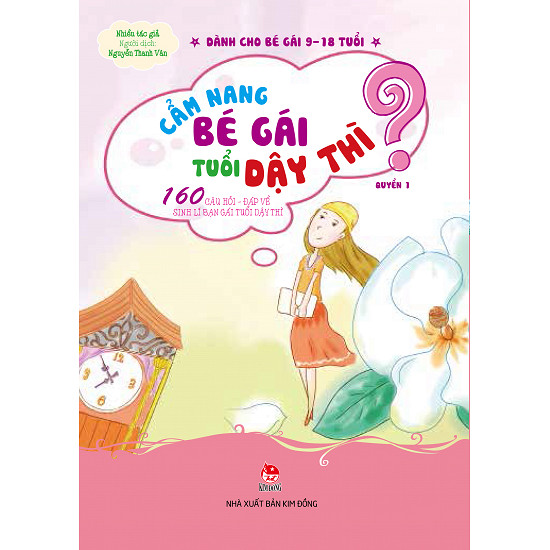 Nhiều tác giả
Người dịch:
Nguyễn Thanh Vân
DÀNH CHO BÉ GÁI 9-18 TUỔI
CẨM NANG
BÉ GÁI
TUỔI DẬY THÌ ?
QUYỂN 1
160 CÂU HỎI - ĐÁP VỀ
SINH LÍ BẠN GÁI TUỔI DẬY THÌ
KIM ĐỒNG
NHÀ XUẤT BẢN KIM ĐỒNG